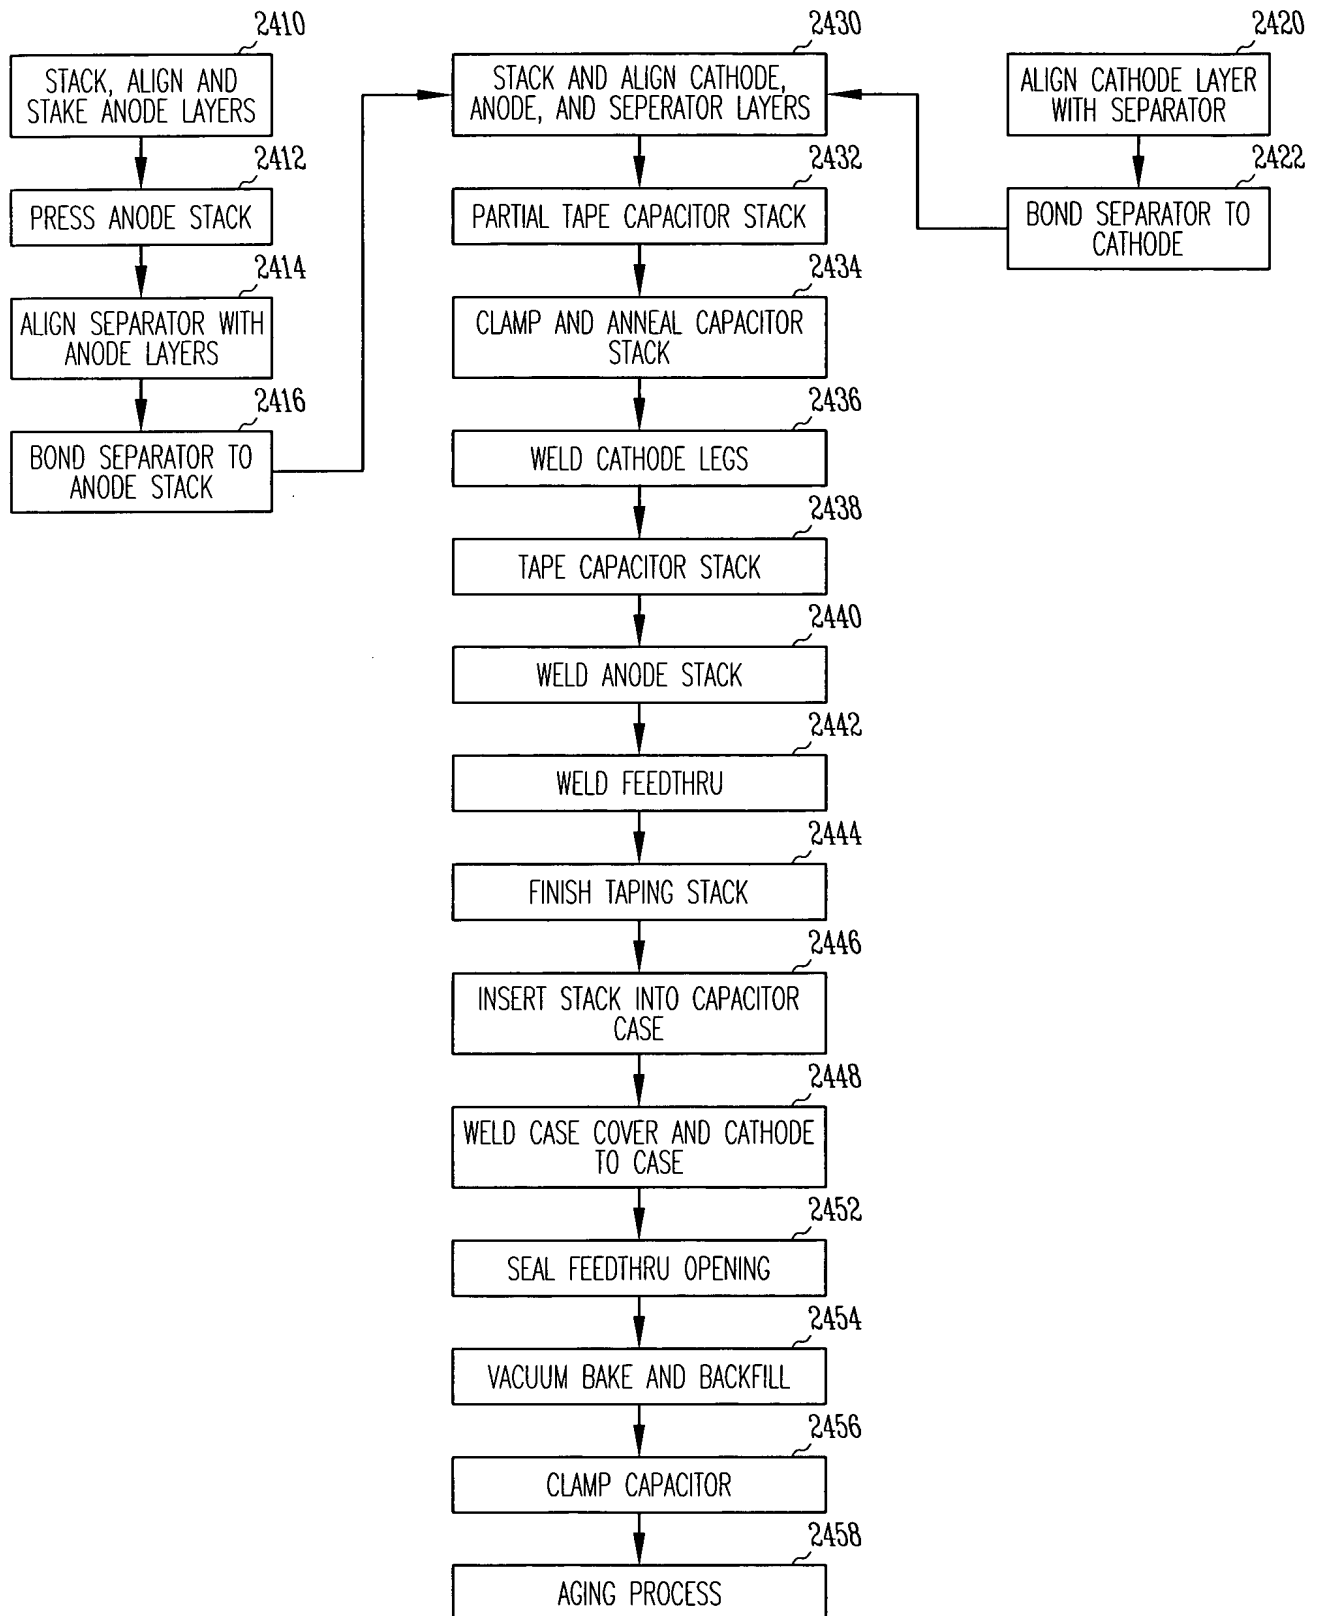 2410
STACK, ALIGN AND
STAKE ANODE LAYERS
2412
PRESS ANODE STACK
2414
ALIGN SEPARATOR WITH
ANODE LAYERS
2416
BOND SEPARATOR TO
ANODE STACK
2430
STACK AND ALIGN CATHODE,
ANODE, AND SEPERATOR LAYERS
2432
PARTIAL TAPE CAPACITOR STACK
2434
CLAMP AND ANNEAL CAPACITOR
STACK
2436
WELD CATHODE LEGS
2438
TAPE CAPACITOR STACK
2440
WELD ANODE STACK
2442
WELD FEEDTHRU
2444
FINISH TAPING STACK
2446
INSERT STACK INTO CAPACITOR
CASE
2448
WELD CASE COVER AND CATHODE
TO CASE
2452
SEAL FEEDTHRU OPENING
2454
VACUUM BAKE AND BACKFILL
2456
CLAMP CAPACITOR
2458
AGING PROCESS
2420
ALIGN CATHODE LAYER
WITH SEPARATOR
2422
BOND SEPARATOR TO
CATHODE